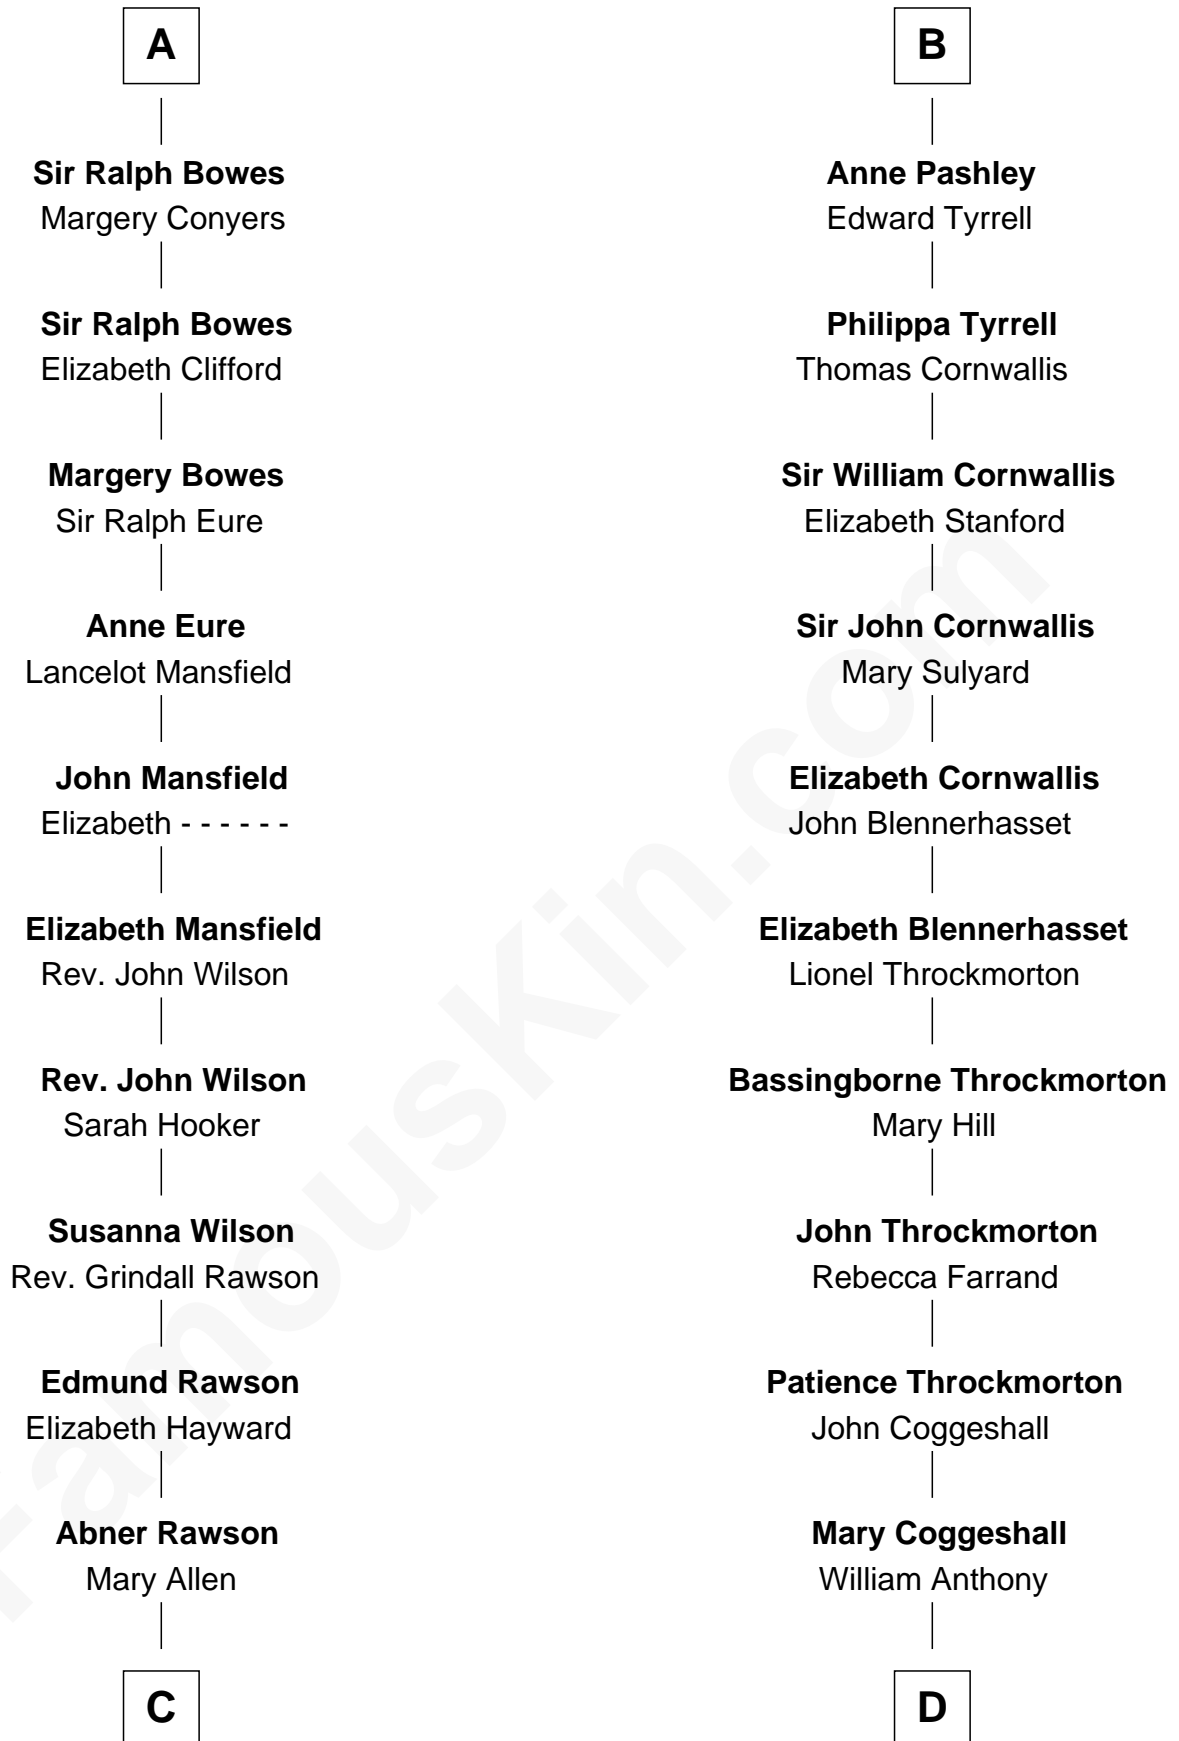 A
Sir Ralph Bowes
Margery Conyers
Sir Ralph Bowes
Elizabeth Clifford
Margery Bowes
Sir Ralph Eure
Anne Eure
Lancelot Mansfield
John Mansfield
Elizabeth - - - - - -
Elizabeth Mansfield
Rev. John Wilson
Rev. John Wilson
Sarah Hooker
Susanna Wilson
Rev. Grindall Rawson
Edmund Rawson
Elizabeth Hayward
Abner Rawson
Mary Allen
C
B
Anne Pashley
Edward Tyrrell
Philippa Tyrrell
Thomas Cornwallis
Sir William Cornwallis
Elizabeth Stanford
Sir John Cornwallis
Mary Sulyard
Elizabeth Cornwallis
John Blennerhasset
Elizabeth Blennerhasset
Lionel Throckmorton
Bassingborne Throckmorton
Mary Hill
John Throckmorton
Rebecca Farrand
Patience Throckmorton
John Coggeshall
Mary Coggeshall
William Anthony
D
FamousKin.com